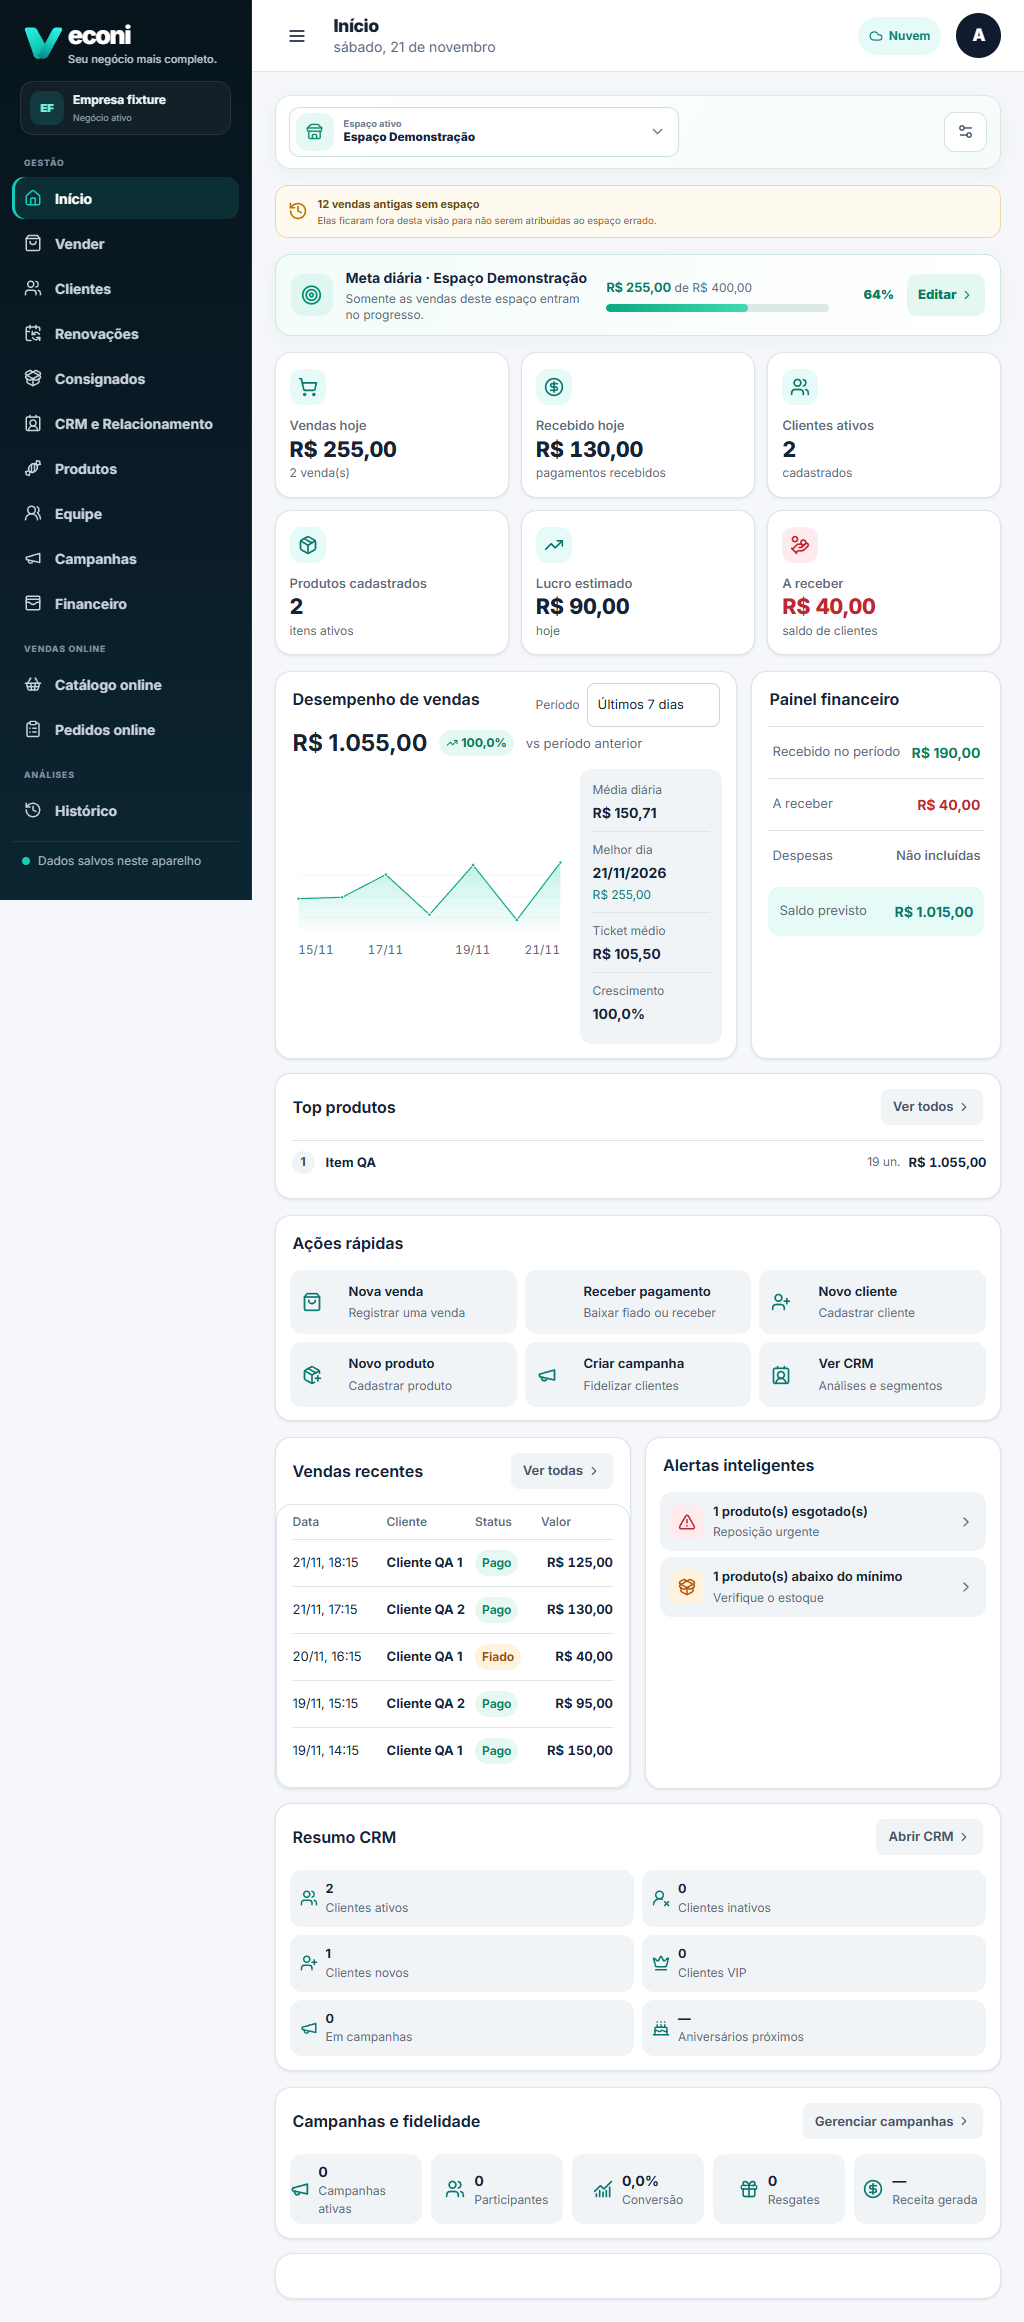 Veconi
Seu negócio mais completo.
EF
Empresa fixture
Negócio ativo
GESTÃO
Início
Vender
Clientes
Renovações
Consignados
CRM e Relacionamento
Produtos
Equipe
Campanhas
Financeiro
VENDAS ONLINE
Catálogo online
Pedidos online
ANÁLISES
Histórico
Dados salvos neste aparelho
Início
sábado, 21 de novembro
Nuvem
A
Espaço ativo
Espaço Demonstração
12 vendas antigas sem espaço
Elas ficaram fora desta visão para não serem atribuídas ao espaço errado.
Meta diária · Espaço Demonstração
Somente as vendas deste espaço entram
no progresso.
R$ 255,00 de R$ 400,00
64%
Editar
Vendas hoje
R$ 255,00
2 venda(s)
Recebido hoje
R$ 130,00
pagamentos recebidos
Clientes ativos
2
cadastrados
Produtos cadastrados
2
itens ativos
Lucro estimado
R$ 90,00
hoje
A receber
R$ 40,00
saldo de clientes
Desempenho de vendas
Período
Últimos 7 dias
R$ 1.055,00
100,0%
vs período anterior
15/11 17/11 19/11 21/11
Média diária
R$ 150,71
Melhor dia
21/11/2026
R$ 255,00
Ticket médio
R$ 105,50
Crescimento
100,0%
Painel financeiro
Recebido no período R$ 190,00
A receber R$ 40,00
Despesas Não incluídas
Saldo previsto R$ 1.015,00
Top produtos
Ver todos
1 Item QA 19 un. R$ 1.055,00
Ações rápidas
Nova venda
Registrar uma venda
Receber pagamento
Baixar fiado ou receber
Novo cliente
Cadastrar cliente
Novo produto
Cadastrar produto
Criar campanha
Fidelizar clientes
Ver CRM
Análises e segmentos
Vendas recentes
Ver todas
Data Cliente Status Valor
21/11, 18:15 Cliente QA 1 Pago R$ 125,00
21/11, 17:15 Cliente QA 2 Pago R$ 130,00
20/11, 16:15 Cliente QA 1 Fiado R$ 40,00
19/11, 15:15 Cliente QA 2 Pago R$ 95,00
19/11, 14:15 Cliente QA 1 Pago R$ 150,00
Alertas inteligentes
1 produto(s) esgotado(s)
Reposição urgente
1 produto(s) abaixo do mínimo
Verifique o estoque
Resumo CRM
Abrir CRM
2
Clientes ativos
0
Clientes inativos
1
Clientes novos
0
Clientes VIP
0
Em campanhas
—
Aniversários próximos
Campanhas e fidelidade
Gerenciar campanhas
0
Campanhas
ativas
0
Participantes
0,0%
Conversão
0
Resgates
—
Receita gerada